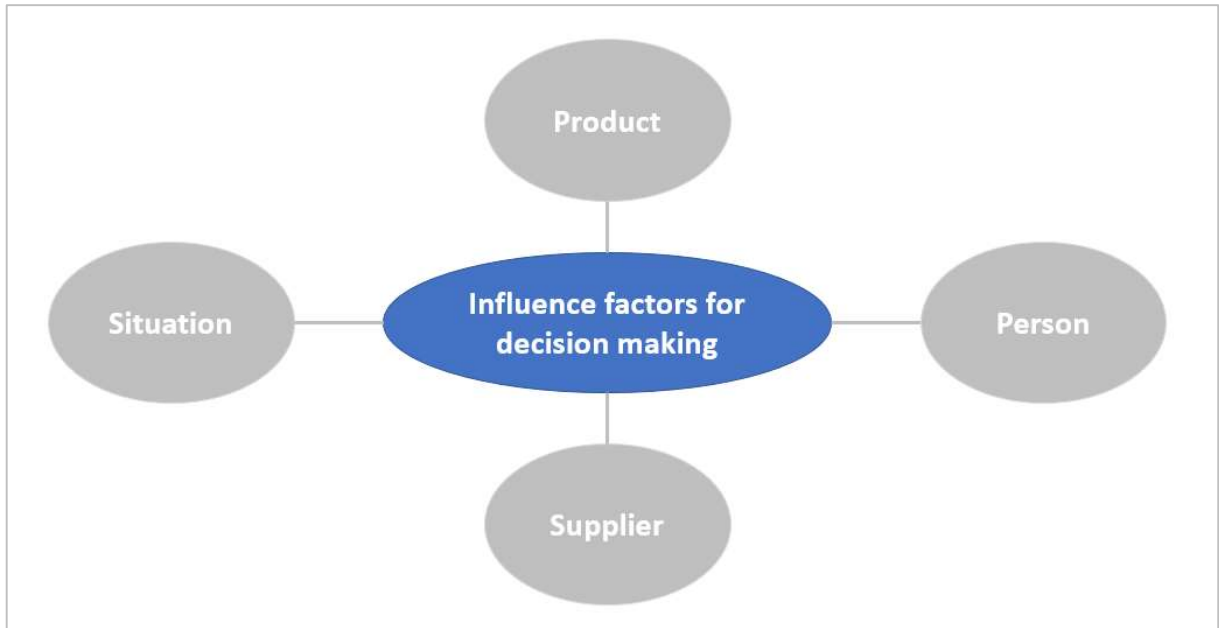 Product
Situation
Influence factors for
decision making
Person
Supplier